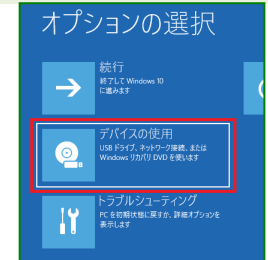 オプションの選択
続行
終了して Windows 10
に進みます
デバイスの使用
USB ドライブ、ネットワーク接続、または
Windows リカバリ DVD を使います
トラブルシューティング
PC を初期状態に戻すか、詳細オプションを
表示します